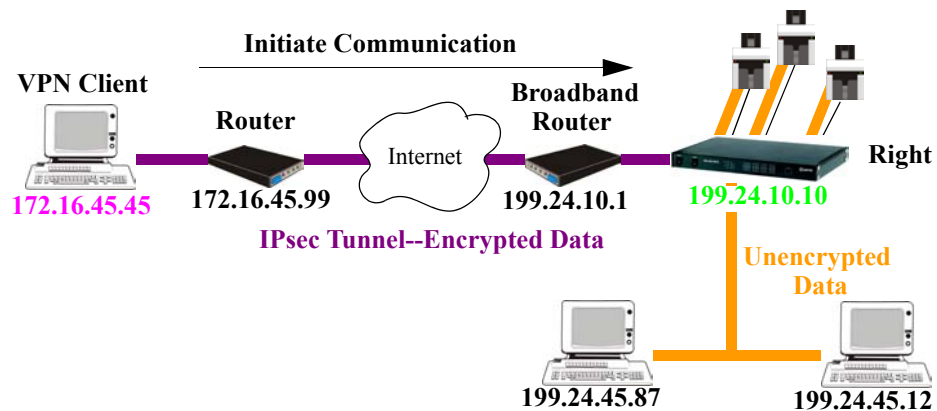 Initiate Communication
VPN Client
Router
Broadband
Router
Internet
Right
172.16.45.45
172.16.45.99
199.24.10.1
199.24.10.10
IPsec Tunnel--Encrypted Data
Unencrypted
Data
199.24.45.87
199.24.45.12